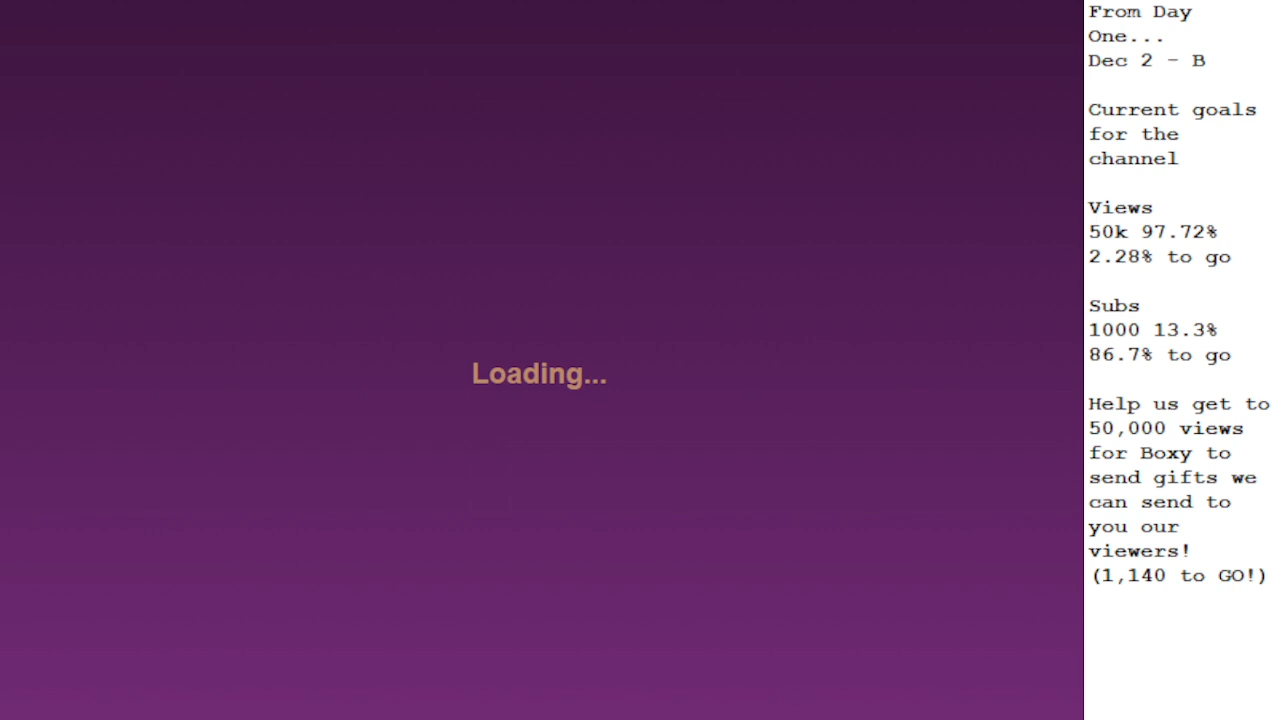 Loading...
From Day
One...
Dec 2 - B
Current goals
for the
channel
Views
50k 97.72%
2.28% to go
Subs
1000 13.3%
86.7% to go
Help us get to
50,000 views
for Boxy to
send gifts we
can send to
you our
viewers!
(1,140 to GO!)